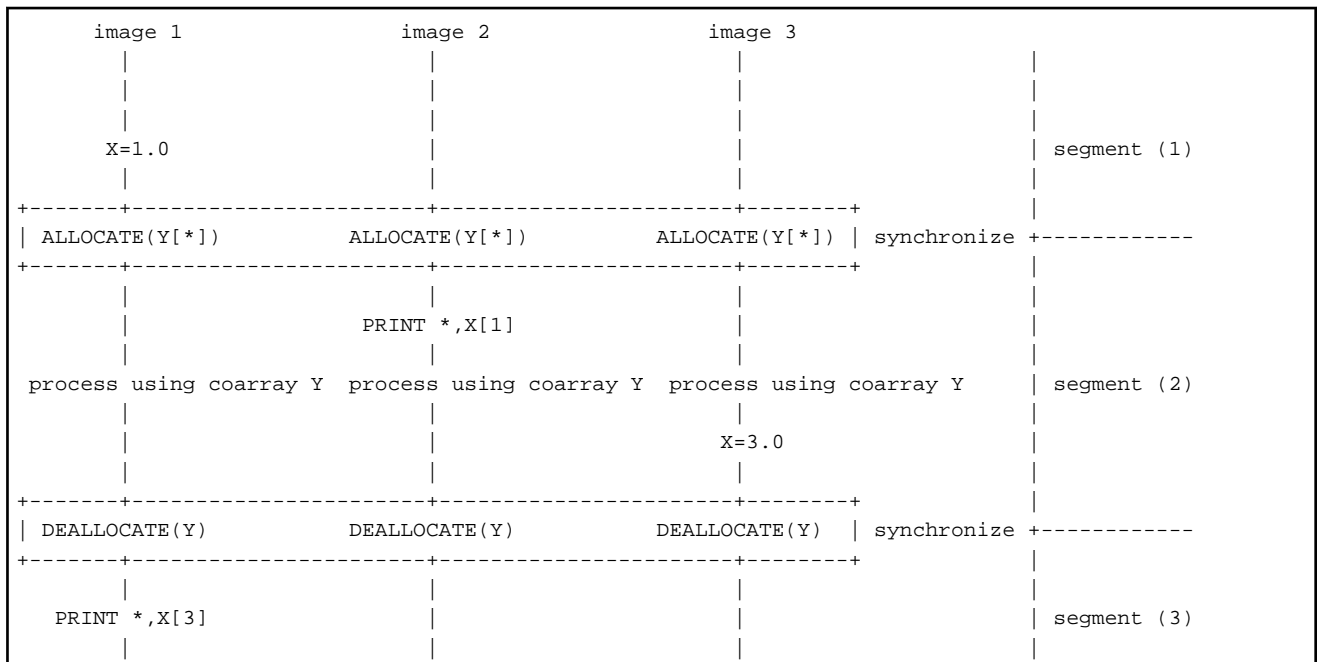 image 1 image 2 image 3
X=1.0 segment (1)
ALLOCATE(Y[*]) ALLOCATE(Y[*]) ALLOCATE(Y[*]) synchronize
PRINT *,X[1]
process using coarray Y process using coarray Y process using coarray Y segment (2)
X=3.0
DEALLOCATE(Y) DEALLOCATE(Y) DEALLOCATE(Y) synchronize
PRINT *,X[3] segment (3)